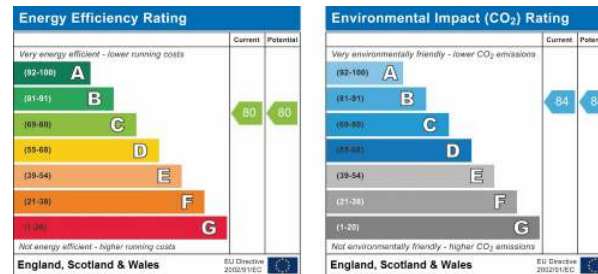 Energy Efficiency Rating
Current Potential
Very energy efficient - lower running costs
(92-100) A
(81-91) B
(69-80) C
(55-68) D
(39-54) E
(21-38) F
(1-20) G
80 80
Not energy efficient - higher running costs
England, Scotland & Wales
EU Directive
2002/91/EC
Environmental Impact (CO₂) Rating
Current
Very environmentally friendly - lower CO₂ emissions
(92-100) A
(81-91) B
(69-80) C
(55-68) D
(39-54) E
(21-38) F
(1-20) G
84
Not environmentally friendly - higher CO₂ emissions
England, Scotland & Wales
EU Directive
2002/91/EC